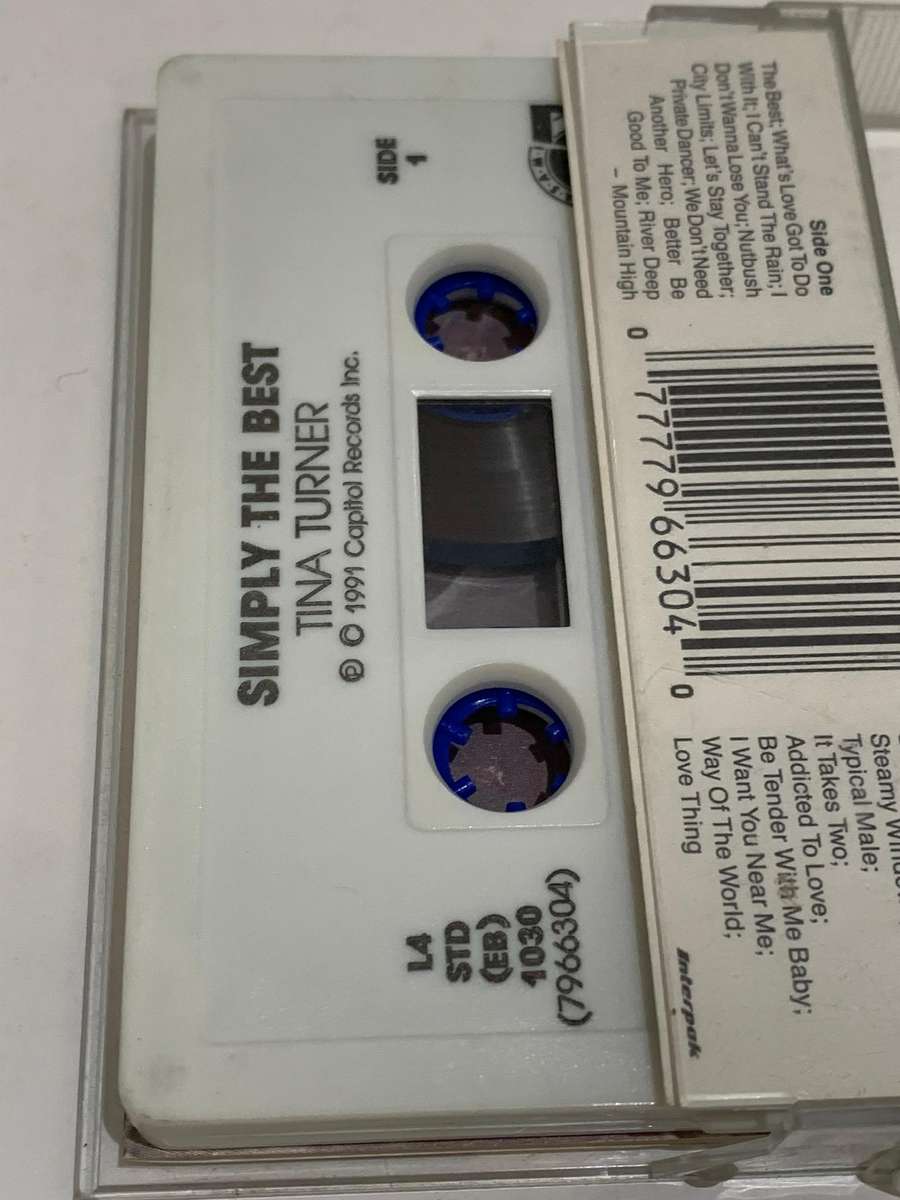 SIDE
1
SIMPLY THE BEST
TINA TURNER
℗ © 1991 Capitol Records Inc.
L4
STD
(EB)
1030
(7966304)
Side One
The Best; What's Love Got To Do
With It; I Can't Stand The Rain; I
Don't Wanna Lose You; Nutbush
City Limits; Let's Stay Together;
Private Dancer; We Don't Need
Another Hero; Better Be
Good To Me; River Deep
- Mountain High
0 77779 66304 0
Steamy
Typical Male;
It Takes Two;
Addicted To Love;
Be Tender With Me Baby;
I Want You Near Me;
Way Of The World;
Love Thing
Interpak